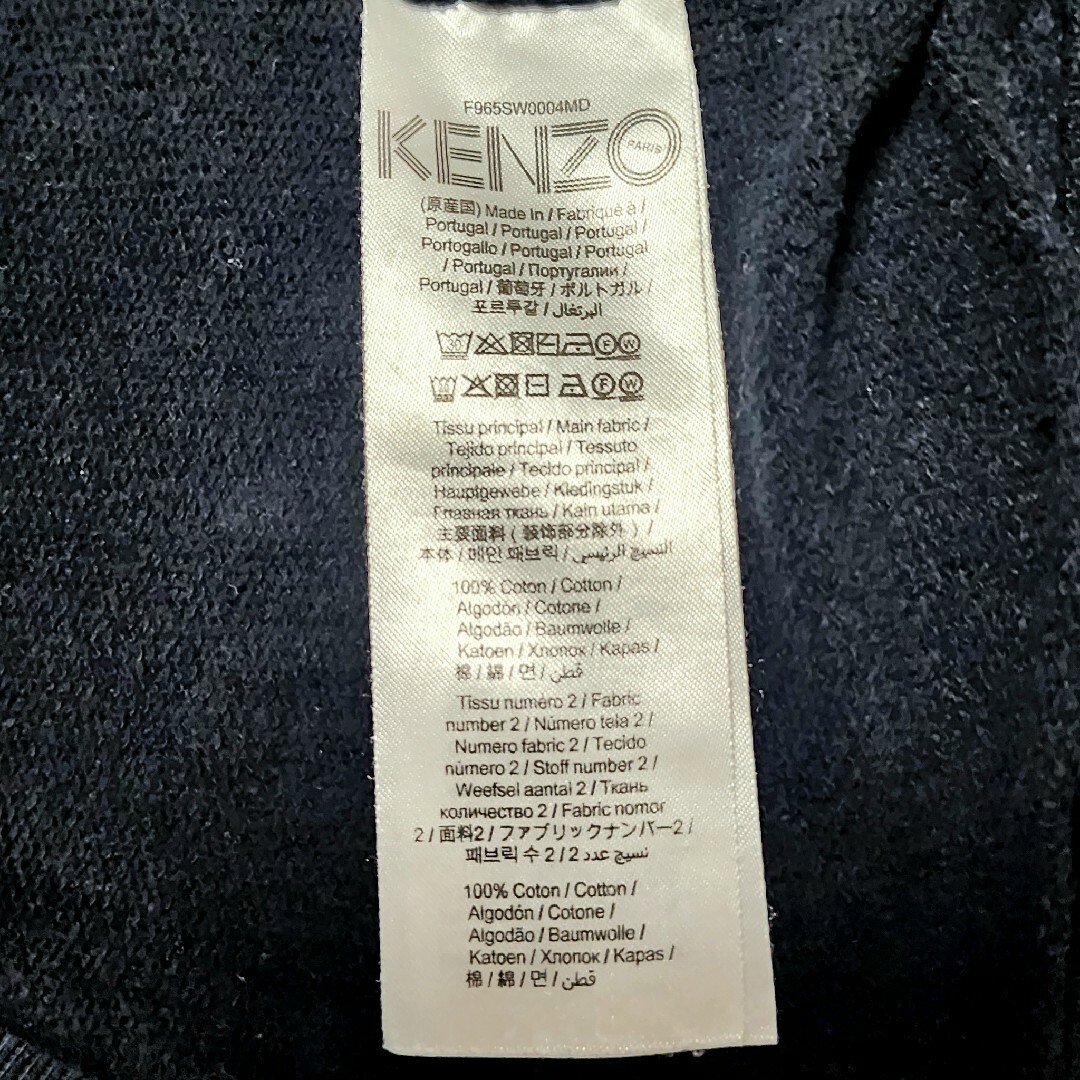 F965SW0004MD
KENZO
PARIS
(原産国) Made In / Fabriqué à /
Portugal / Portugal / Portugal /
Portogallo / Portugal / Portugal
/ Portugal / Португалии /
Portugal / 葡萄牙 / ポルトガル /
포르투갈 / البرتغال
30
F W
F W
Tissu principal / Main fabric /
Tejido principal / Tessuto
principale / Tecido principal /
Hauptgewebe / Kledingstuk /
Главная ткань / Kain utama /
主要面料 ( 装饰部分除外 ) /
本体 / 메인 패브릭 / النسيج الرئيسي
100% Coton / Cotton /
Algodón / Cotone /
Algodão / Baumwolle /
Katoen / Хлопок / Kapas /
棉 / 綿 / 면 / قطن
Tissu numéro 2 / Fabric
number 2 / Número tela 2 /
Numero fabric 2 / Tecido
número 2 / Stoff number 2 /
Weefsel aantal 2 / Ткань
количество 2 / Fabric nomor
2 / 面料2 / ファブリックナンバー2 /
패브릭 수 2 / نسيج عدد 2
100% Coton / Cotton /
Algodón / Cotone /
Algodão / Baumwolle /
Katoen / Хлопок / Kapas /
棉 / 綿 / 면 / قطن